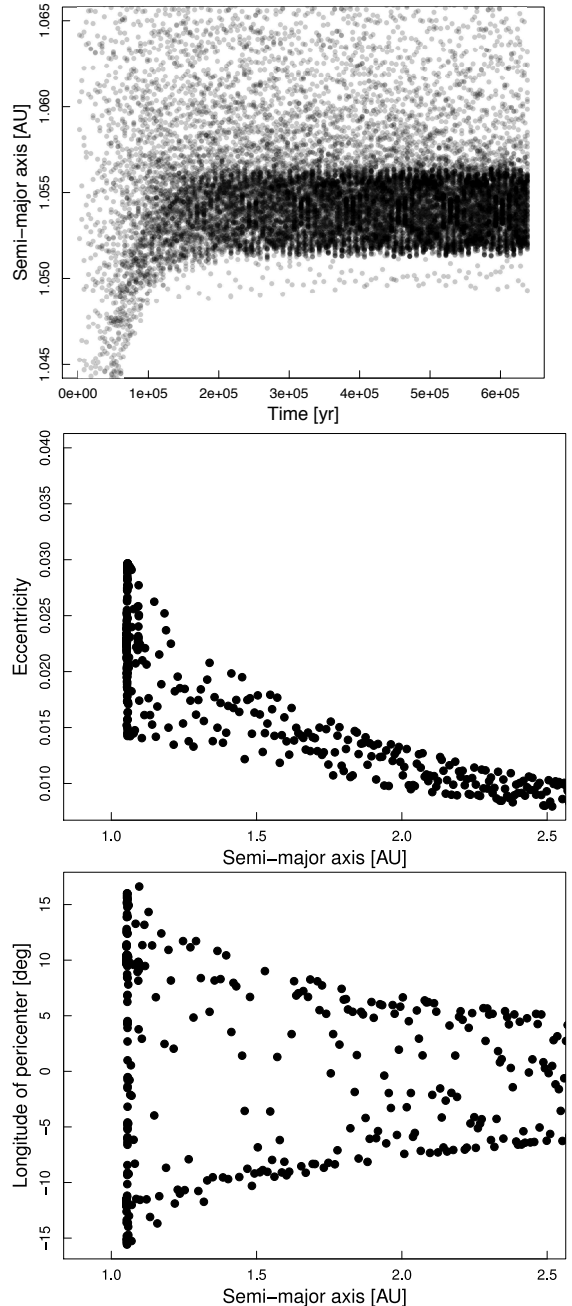 1.065
1.060
1.055
1.050
1.045
Semi−major axis [AU]
0e+00 1e+05 2e+05 3e+05 4e+05 5e+05 6e+05
Time [yr]
0.040
0.035
0.030
0.025
0.020
0.015
0.010
Eccentricity
1.0 1.5 2.0 2.5
Semi−major axis [AU]
15
10
5
0
−5
−10
−15
Longitude of pericenter [deg]
1.0 1.5 2.0 2.5
Semi−major axis [AU]